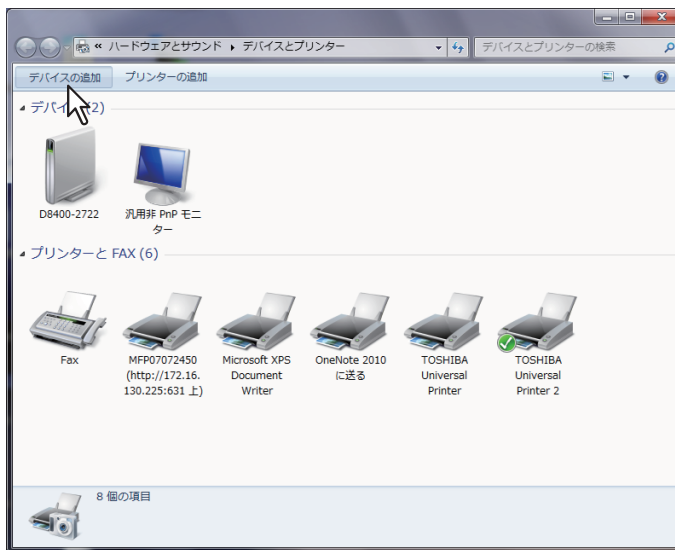 « ハードウェアとサウンド ▸ デバイスとプリンター
デバイスとプリンターの検索
デバイスの追加 プリンターの追加
デバイス (2)
D8400-2722
汎用非 PnP モニ
ター
プリンターと FAX (6)
Fax
MFP07072450
(http://172.16.
130.225:631 上)
Microsoft XPS
Document
Writer
OneNote 2010
に送る
TOSHIBA
Universal
Printer
TOSHIBA
Universal
Printer 2
8 個の項目